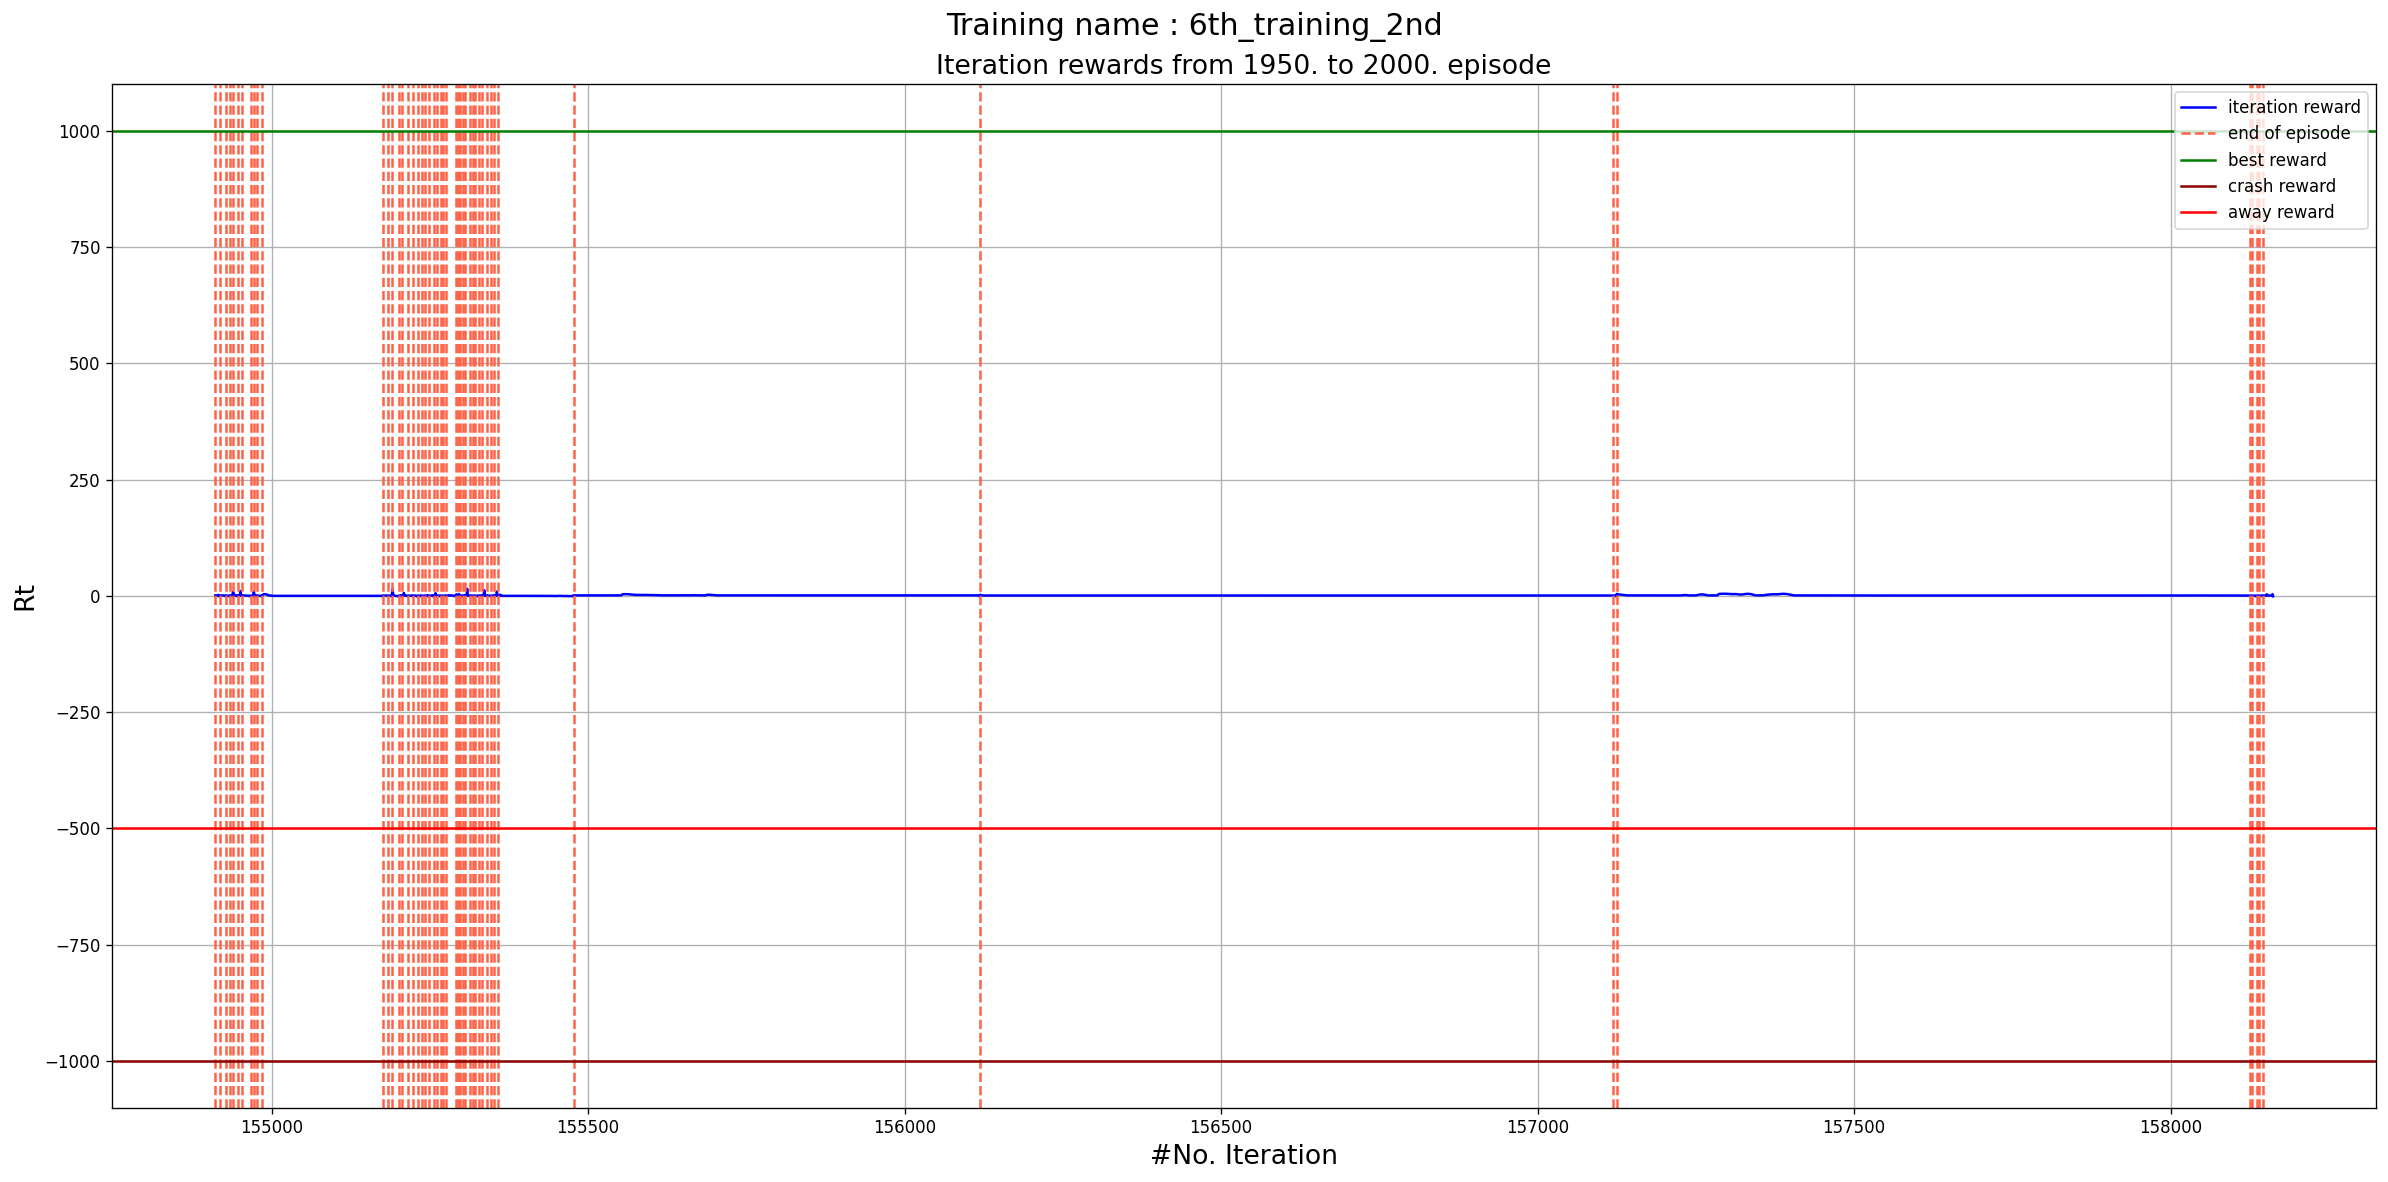 Training name : 6th_training_2nd
Iteration rewards from 1950. to 2000. episode
iteration reward
end of episode
best reward
crash reward
away reward
1000
750
500
250
0
−250
−500
−750
−1000
Rt
155000 155500 156000 156500 157000 157500 158000
#No. Iteration